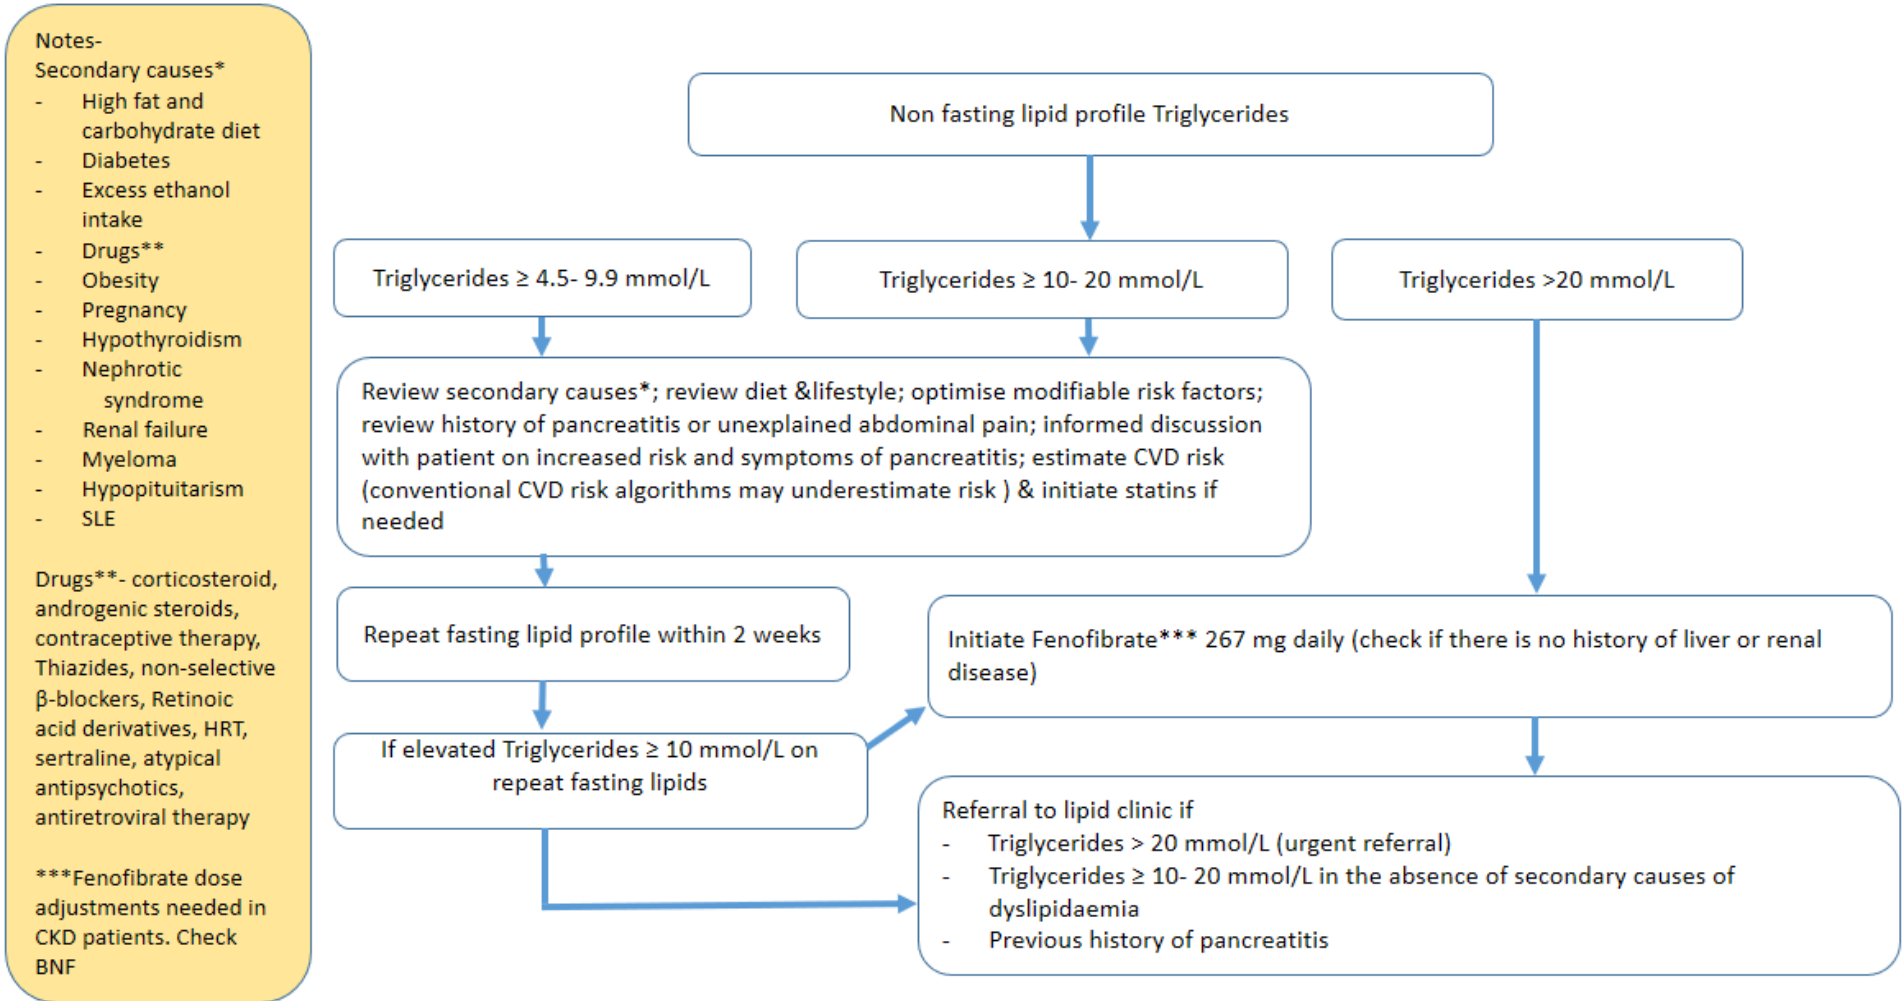 Notes-
Secondary causes*
- High fat and
carbohydrate diet
- Diabetes
- Excess ethanol
intake
- Drugs**
- Obesity
- Pregnancy
- Hypothyroidism
- Nephrotic
syndrome
- Renal failure
- Myeloma
- Hypopituitarism
- SLE
Drugs**- corticosteroid,
androgenic steroids,
contraceptive therapy,
Thiazides, non-selective
β-blockers, Retinoic
acid derivatives, HRT,
sertraline, atypical
antipsychotics,
antiretroviral therapy
***Fenofibrate dose
adjustments needed in
CKD patients. Check
BNF
Non fasting lipid profile Triglycerides
Triglycerides ≥ 4.5- 9.9 mmol/L
Triglycerides ≥ 10- 20 mmol/L
Triglycerides >20 mmol/L
Review secondary causes*; review diet &lifestyle; optimise modifiable risk factors;
review history of pancreatitis or unexplained abdominal pain; informed discussion
with patient on increased risk and symptoms of pancreatitis; estimate CVD risk
(conventional CVD risk algorithms may underestimate risk ) & initiate statins if
needed
Repeat fasting lipid profile within 2 weeks
If elevated Triglycerides ≥ 10 mmol/L on
repeat fasting lipids
Initiate Fenofibrate*** 267 mg daily (check if there is no history of liver or renal
disease)
Referral to lipid clinic if
- Triglycerides > 20 mmol/L (urgent referral)
- Triglycerides ≥ 10- 20 mmol/L in the absence of secondary causes of
dyslipidaemia
- Previous history of pancreatitis